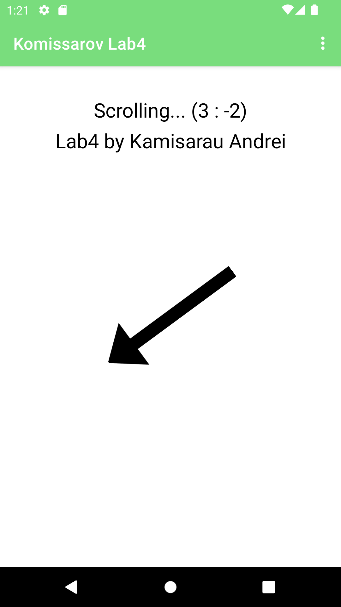 1:21
Komissarov Lab4
Scrolling... (3 : -2)
Lab4 by Kamisarau Andrei